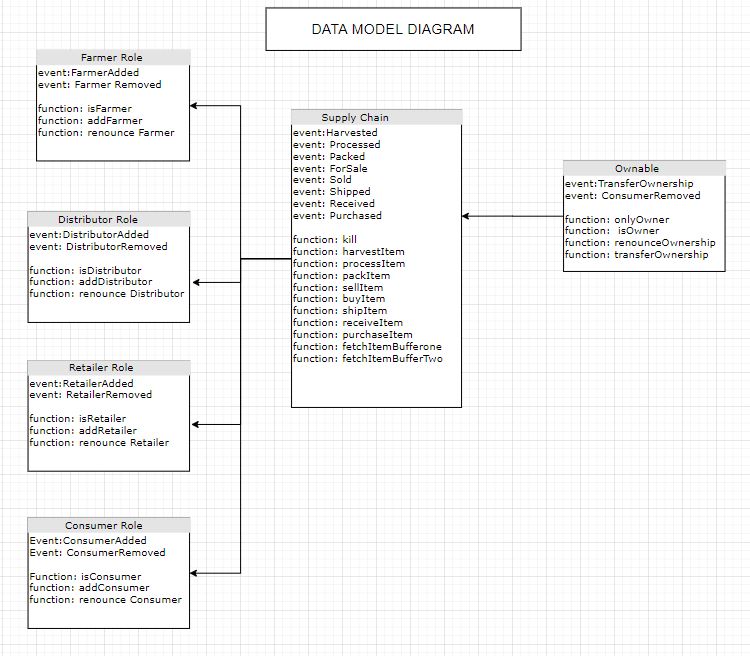 DATA MODEL DIAGRAM
Farmer Role
event:FarmerAdded
event: Farmer Removed
function: isFarmer
function: addFarmer
function: renounce Farmer
Distributor Role
event:DistributorAdded
event: DistributorRemoved
function: isDistributor
function: addDistributor
function: renounce Distributor
Retailer Role
event:RetailerAdded
event: RetailerRemoved
function: isRetailer
function: addRetailer
function: renounce Retailer
Consumer Role
Event:ConsumerAdded
Event: ConsumerRemoved
Function: isConsumer
function: addConsumer
function: renounce Consumer
Supply Chain
event:Harvested
event: Processed
event: Packed
event: ForSale
event: Sold
event: Shipped
event: Received
event: Purchased
function: kill
function: harvestItem
function: processItem
function: packItem
function: sellItem
function: buyItem
function: shipItem
function: receiveItem
function: purchaseItem
function: fetchItemBufferone
function: fetchItemBufferTwo
Ownable
event:TransferOwnership
event: ConsumerRemoved
function: onlyOwner
function: isOwner
function: renounceOwnership
function: transferOwnership